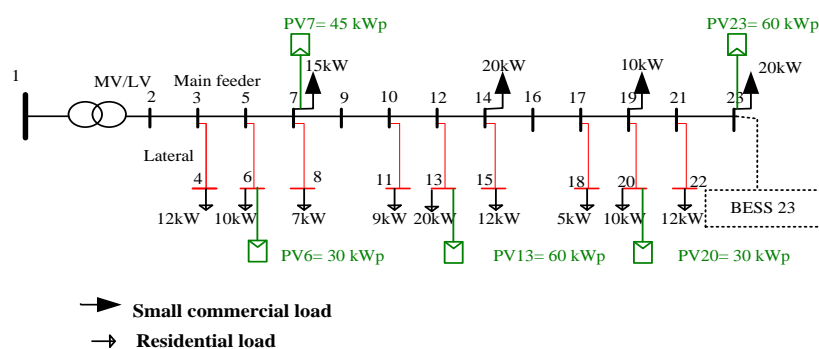 PV7= 45 kWp
PV23= 60 kWp
1
MV/LV
Main feeder
15kW
20kW
10kW
20kW
2
3
5
7
9
10
12
14
16
17
19
21
23
Lateral
4
6
8
11
13
15
18
20
22
12kW
10kW
7kW
9kW
20kW
12kW
5kW
10kW
12kW
BESS 23
PV6= 30 kWp
PV13= 60 kWp
PV20= 30 kWp
Small commercial load
Residential load